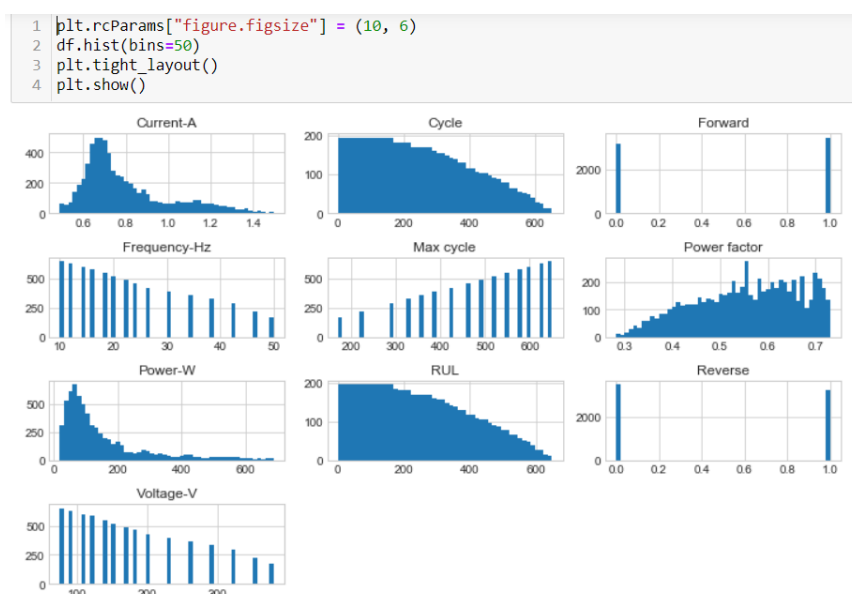 1 plt.rcParams["figure.figsize"] = (10, 6)
2 df.hist(bins=50)
3 plt.tight_layout()
4 plt.show()
Current-A Cycle Forward
400 200 0
0.6 0.8 1.0 1.2 1.4
200 100 0
0 200 400 600
2000 0
0.0 0.2 0.4 0.6 0.8 1.0
Frequency-Hz Max cycle Power factor
500 250 0
10 20 30 40 50
500 250 0
200 300 400 500 600
200 100 0
0.3 0.4 0.5 0.6 0.7
Power-W RUL Reverse
500 250 0
0 200 400 600
200 100 0
0 200 400 600
2000 0
0.0 0.2 0.4 0.6 0.8 1.0
Voltage-V
500 250 0
100 200 300